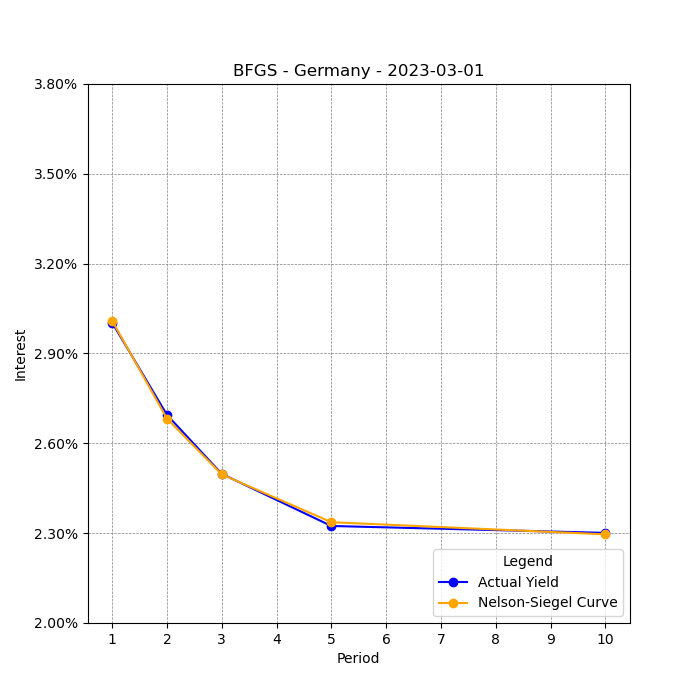 BFGS - Germany - 2023-03-01
3.80%
3.50%
3.20%
2.90%
2.60%
2.30%
2.00%
Interest
1 2 3 4 5 6 7 8 9 10
Period
Legend
Actual Yield
Nelson-Siegel Curve